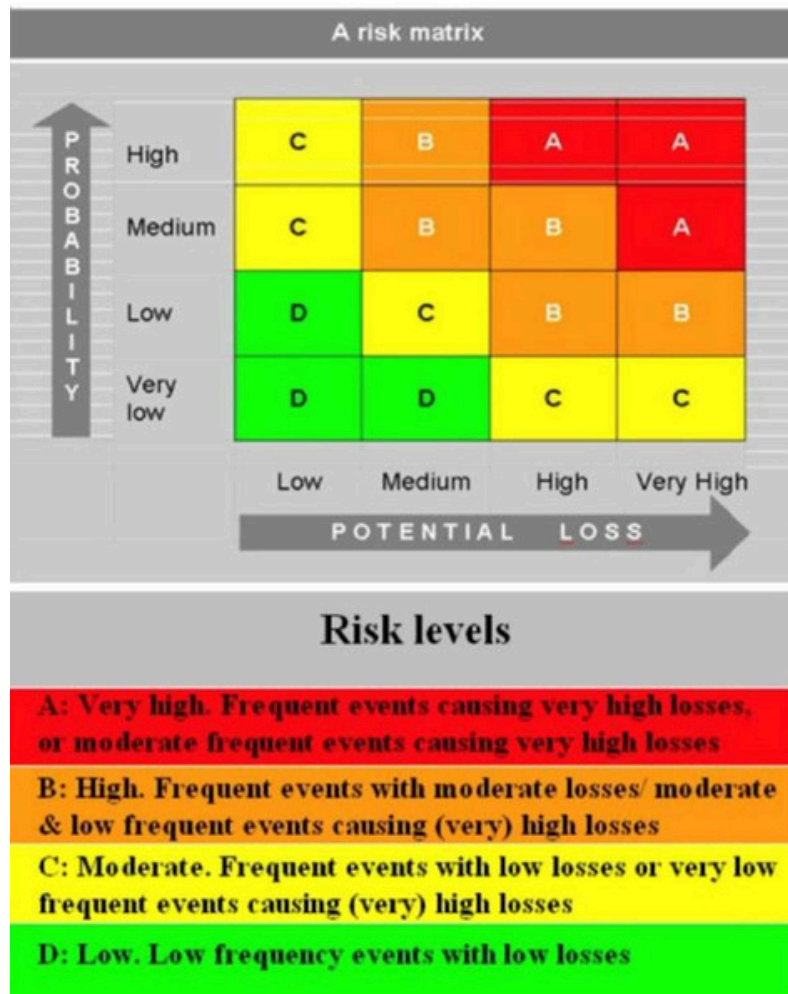 A risk matrix
PROBABILITY
High
C
B
A
A
Medium
C
B
B
A
Low
D
C
B
B
Very
low
D
D
C
C
Low
Medium
High
Very High
POTENTIAL LOSS
Risk levels
A: Very high. Frequent events causing very high losses,
or moderate frequent events causing very high losses
B: High. Frequent events with moderate losses/ moderate
& low frequent events causing (very) high losses
C: Moderate. Frequent events with low losses or very low
frequent events causing (very) high losses
D: Low. Low frequency events with low losses